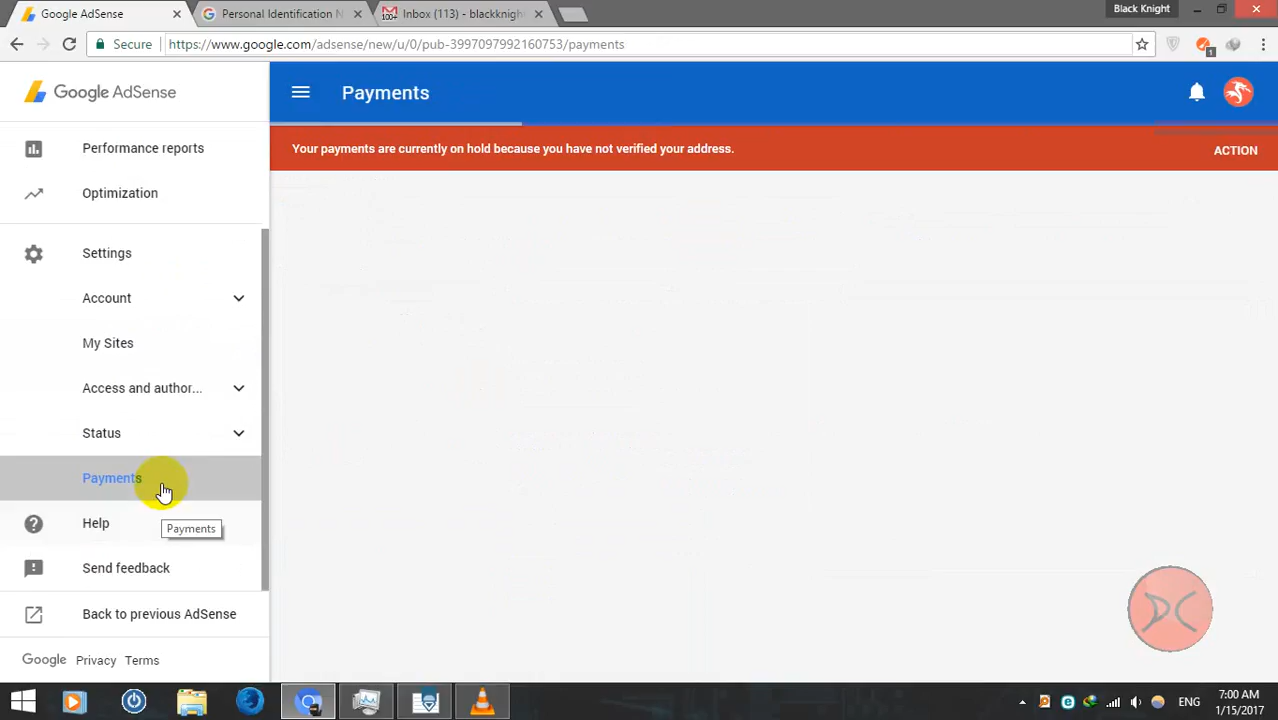 Google AdSense
Personal Identification N
Inbox (113) - blackknigh
100+
Black Knight
Secure
https://www.google.com/adsense/new/u/0/pub-3997097992160753/payments
1
Google AdSense
Payments
Your payments are currently on hold because you have not verified your address.
ACTION
Performance reports
Optimization
Settings
Account
My Sites
Access and author...
Status
Payments
Help
Payments
Send feedback
Back to previous AdSense
Google Privacy Terms
DC
ENG
7:00 AM
1/15/2017